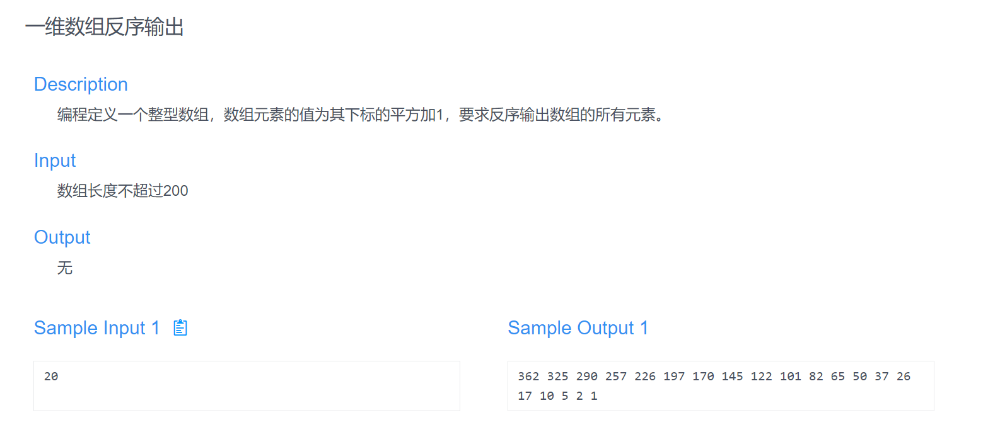 一维数组反序输出
Description
编程定义一个整型数组，数组元素的值为其下标的平方加1，要求反序输出数组的所有元素。
Input
数组长度不超过200
Output
无
Sample Input 1
Sample Output 1
20
362 325 290 257 226 197 170 145 122 101 82 65 50 37 26
17 10 5 2 1